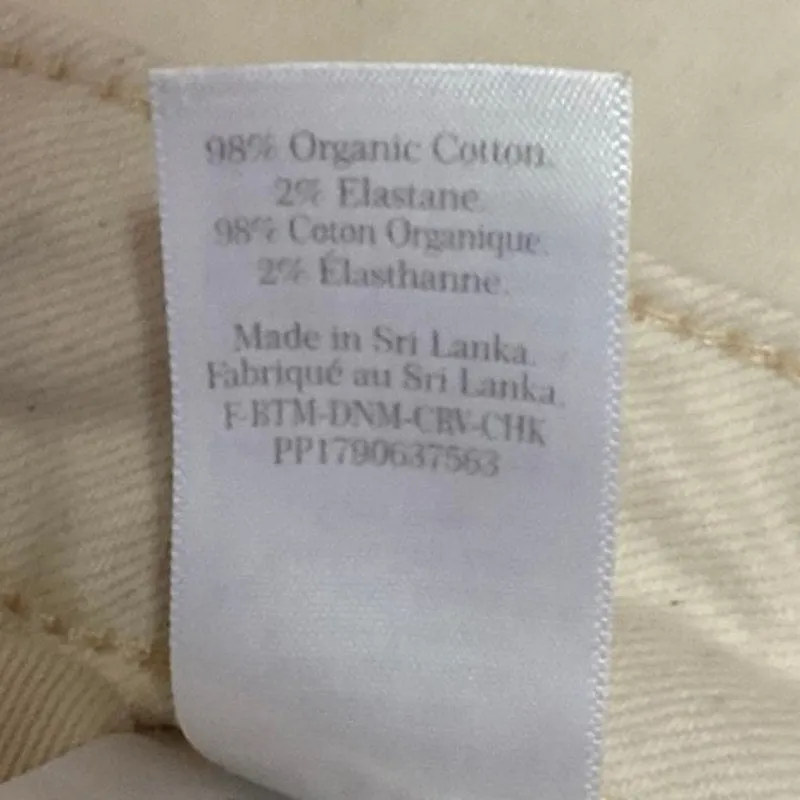 98% Organic Cotton.
2% Elastane.
98% Coton Organique.
2% Élasthanne.
Made in Sri Lanka.
Fabriqué au Sri Lanka.
F-BTM-DNM-CRV-CHK
PP1790637563